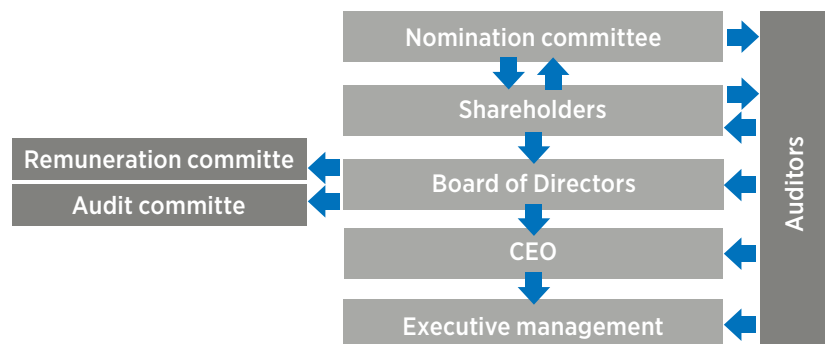 Nomination committee
Shareholders
Remuneration committe
Board of Directors
Audit committe
CEO
Executive management
Auditors